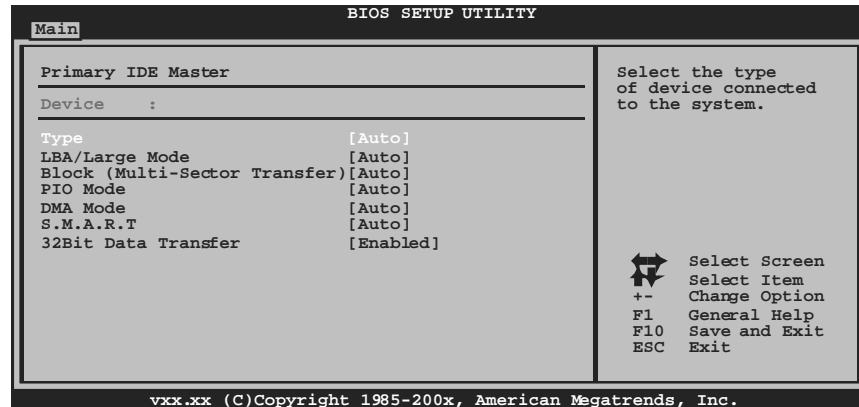 BIOS SETUP UTILITY
Main
Primary IDE Master
Device :
Type [Auto]
LBA/Large Mode [Auto]
Block (Multi-Sector Transfer)[Auto]
PIO Mode [Auto]
DMA Mode [Auto]
S.M.A.R.T [Auto]
32Bit Data Transfer [Enabled]
Select the type
of device connected
to the system.
Select Screen
Select Item
+- Change Option
F1 General Help
F10 Save and Exit
ESC Exit
vxx.xx (C)Copyright 1985-200x, American Megatrends, Inc.